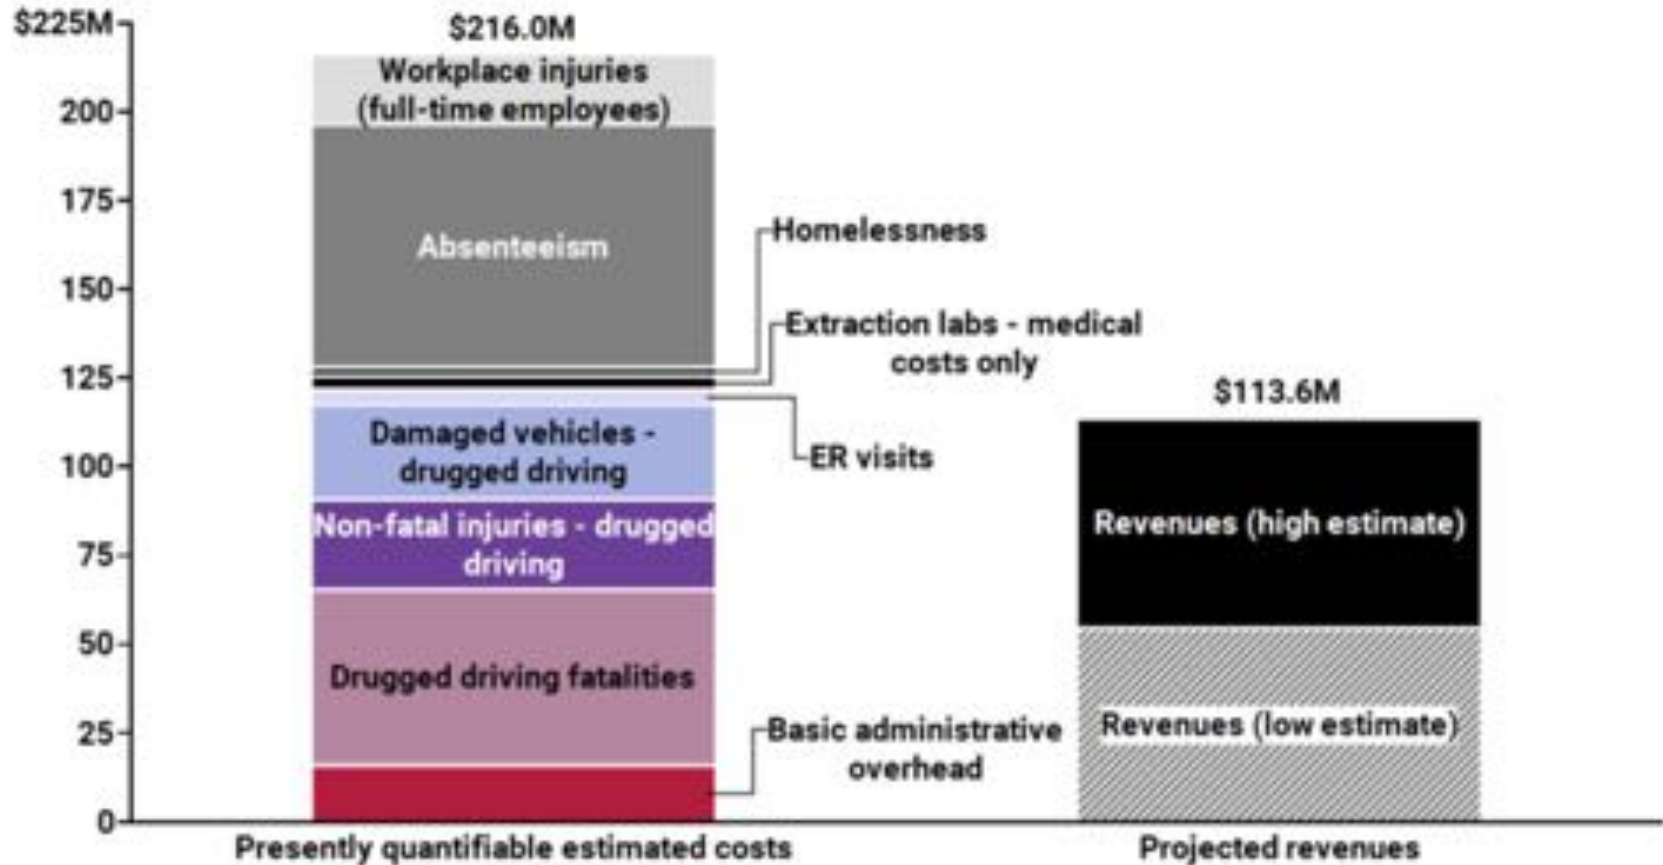 $225M
200
175
150
125
100
75
50
25
0
$216.0M
Workplace injuries
(full-time employees)
Absenteeism
Homelessness
Extraction labs - medical
costs only
ER visits
Damaged vehicles -
drugged driving
Non-fatal injuries - drugged
driving
Drugged driving fatalities
Basic administrative
overhead
$113.6M
Revenues (high estimate)
Revenues (low estimate)
Presently quantifiable estimated costs
Projected revenues